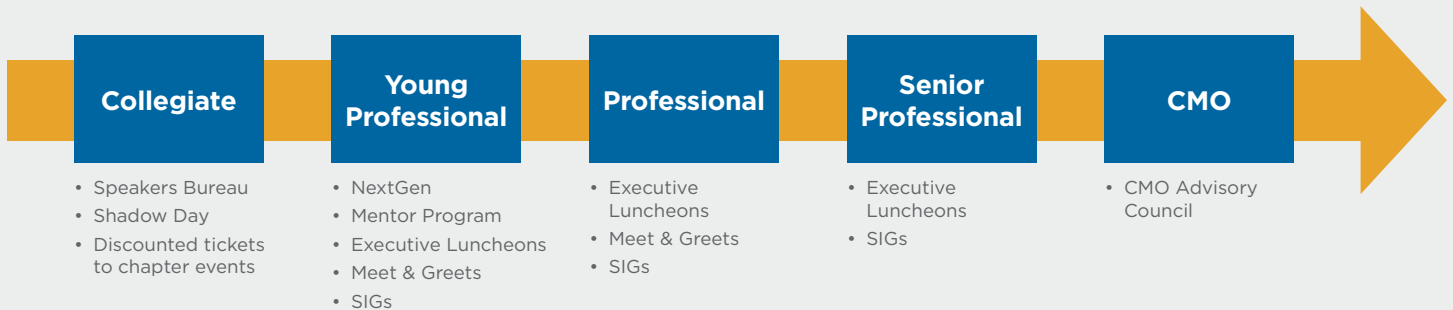 Collegiate
Young
Professional
Professional
Senior
Professional
CMO
• Speakers Bureau
• Shadow Day
• Discounted tickets
to chapter events
• NextGen
• Mentor Program
• Executive Luncheons
• Meet & Greets
• SIGs
• Executive
Luncheons
• Meet & Greets
• SIGs
• Executive
Luncheons
• SIGs
• CMO Advisory
Council